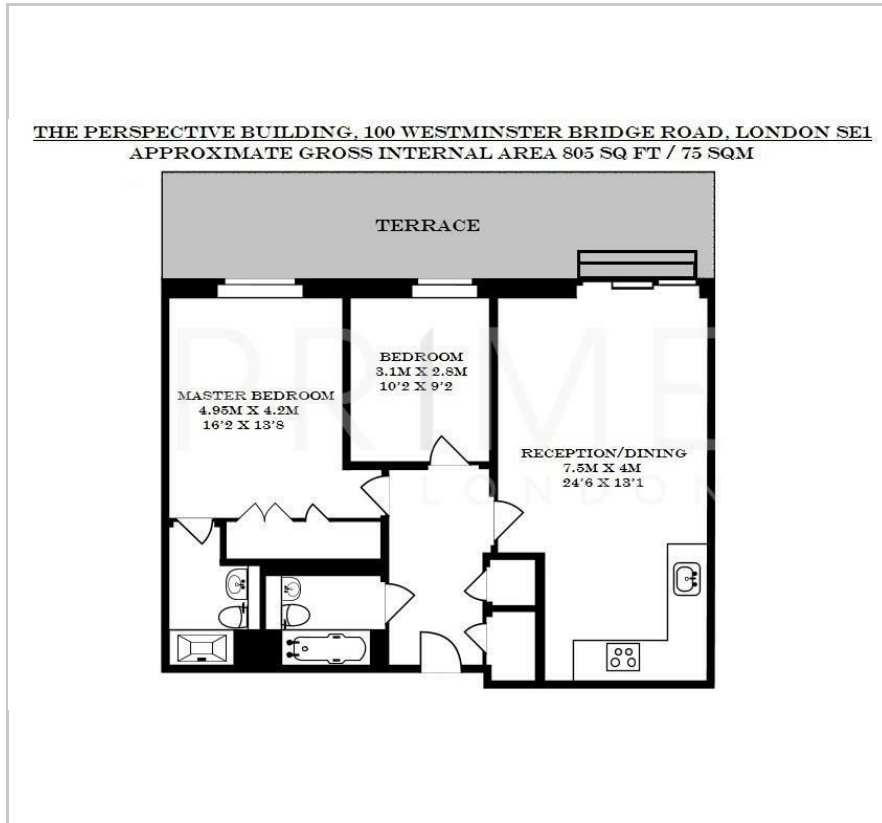 THE PERSPECTIVE BUILDING, 100 WESTMINSTER BRIDGE ROAD, LONDON SE1
APPROXIMATE GROSS INTERNAL AREA 805 SQ FT / 75 SQM
TERRACE
BEDROOM
3.1M X 2.8M
10'2 X 9'2
MASTER BEDROOM
4.95M X 4.2M
16'2 X 13'8
RECEPTION/DINING
7.5M X 4M
24'6 X 13'1
PRIME
LONDON